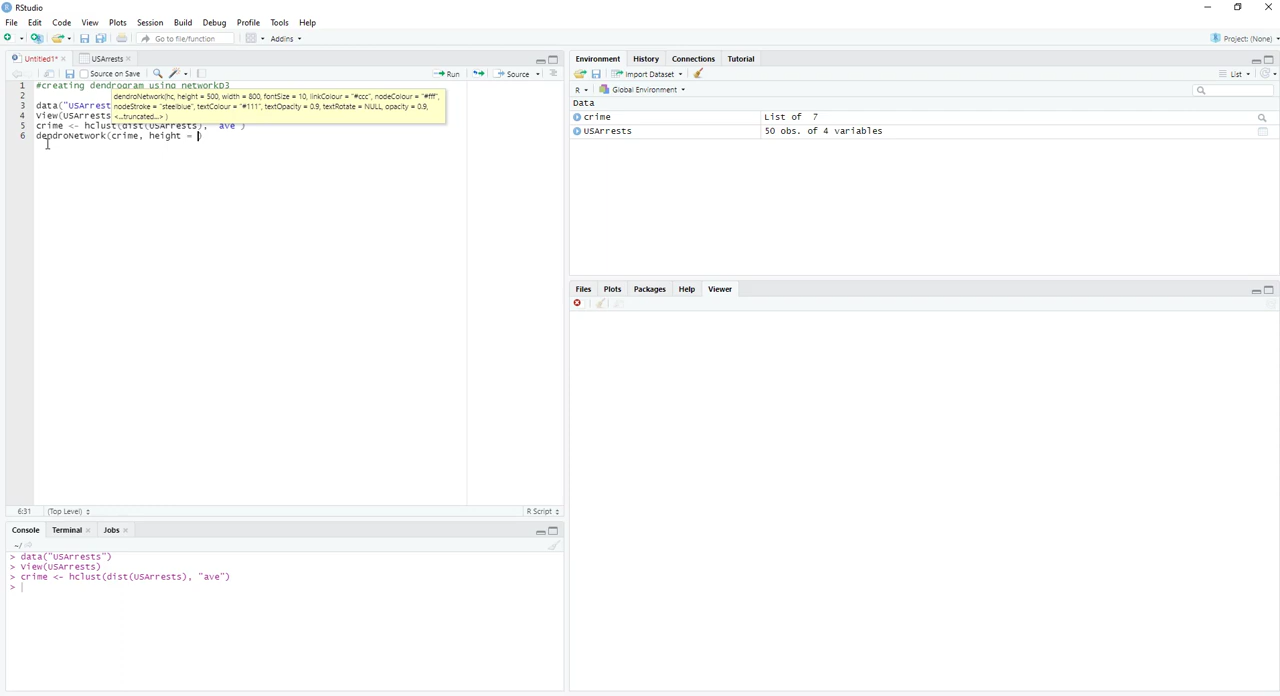 RStudio
File Edit Code View Plots Session Build Debug Profile Tools Help
Go to file/function Addins Project: (None)
Untitled1* USArrests
Source on Save Run Source
1 #creating dendrogram using networkD3
2
3 data("USArrest
4 View(USArrests
5 crime <- hclust(dist(USArrests), "ave")
6 dendroNetwork(crime, height = )
dendroNetwork(hc, height = 500, width = 800, fontSize = 10, linkColour = "#ccc", nodeColour = "#fff",
nodeStroke = "steelblue", textColour = "#111", textOpacity = 0.9, textRotate = NULL, opacity = 0.9,
<...truncated...> )
6:31 (Top Level) R Script
Console Terminal Jobs
~/
> data("USArrests")
> View(USArrests)
> crime <- hclust(dist(USArrests), "ave")
>
Environment History Connections Tutorial
Import Dataset List
R Global Environment
Data
crime List of 7
USArrests 50 obs. of 4 variables
Files Plots Packages Help Viewer